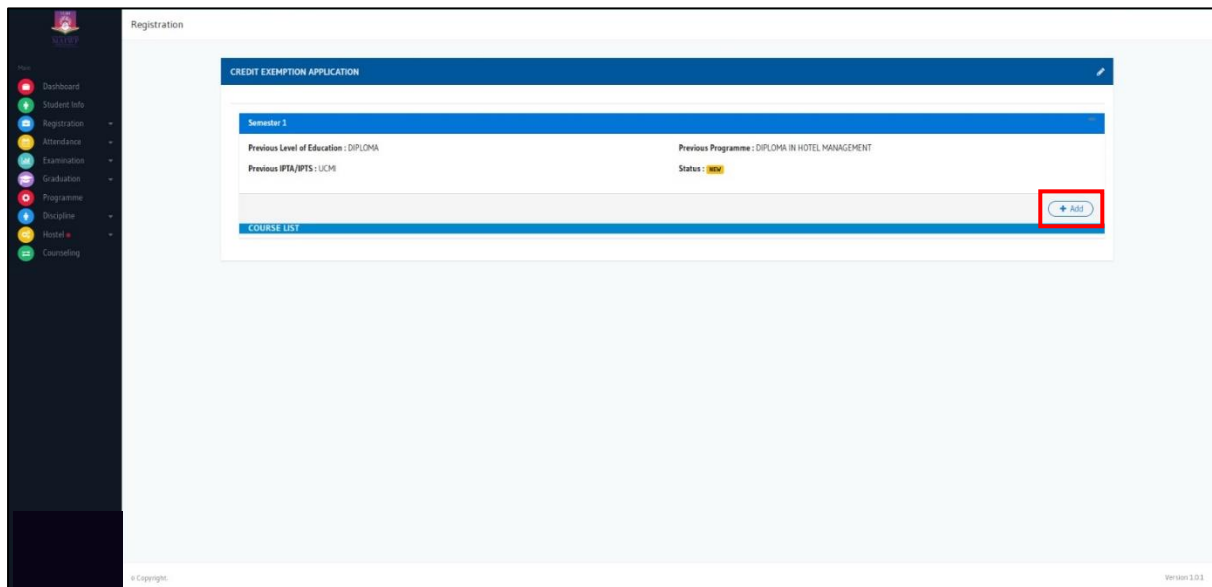 Registration
Main
Dashboard
Student Info
Registration
Attendance
Examination
Graduation
Programme
Discipline
Hostel
Counseling
CREDIT EXEMPTION APPLICATION
Semester 1
Previous Level of Education : DIPLOMA
Previous Programme : DIPLOMA IN HOTEL MANAGEMENT
Previous IPTA/IPTS : UCMI
Status : NEW
+ Add
COURSE LIST
© Copyright.
Version 1.0.1